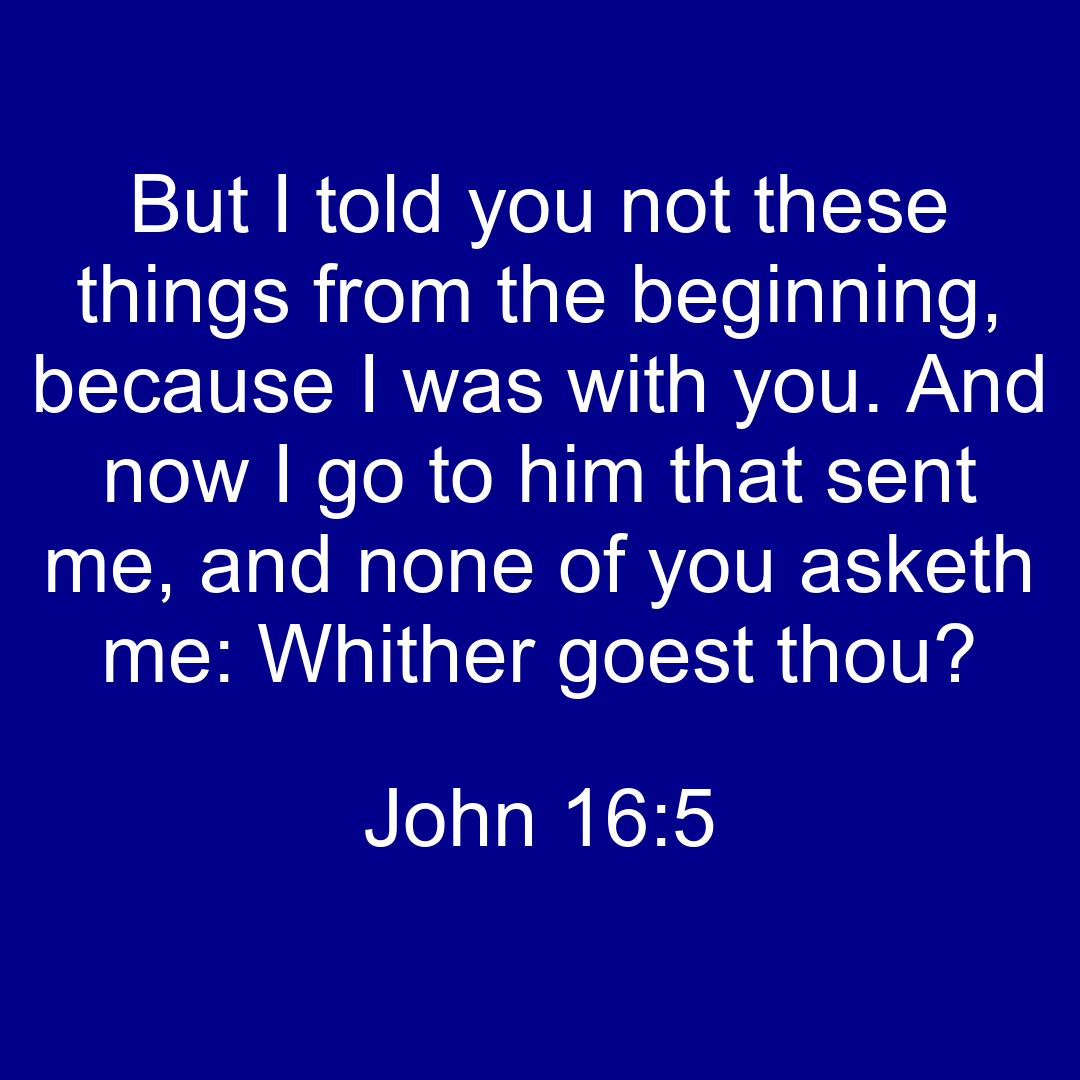 But I told you not these
things from the beginning,
because I was with you. And
now I go to him that sent
me, and none of you asketh
me: Whither goest thou?
John 16:5